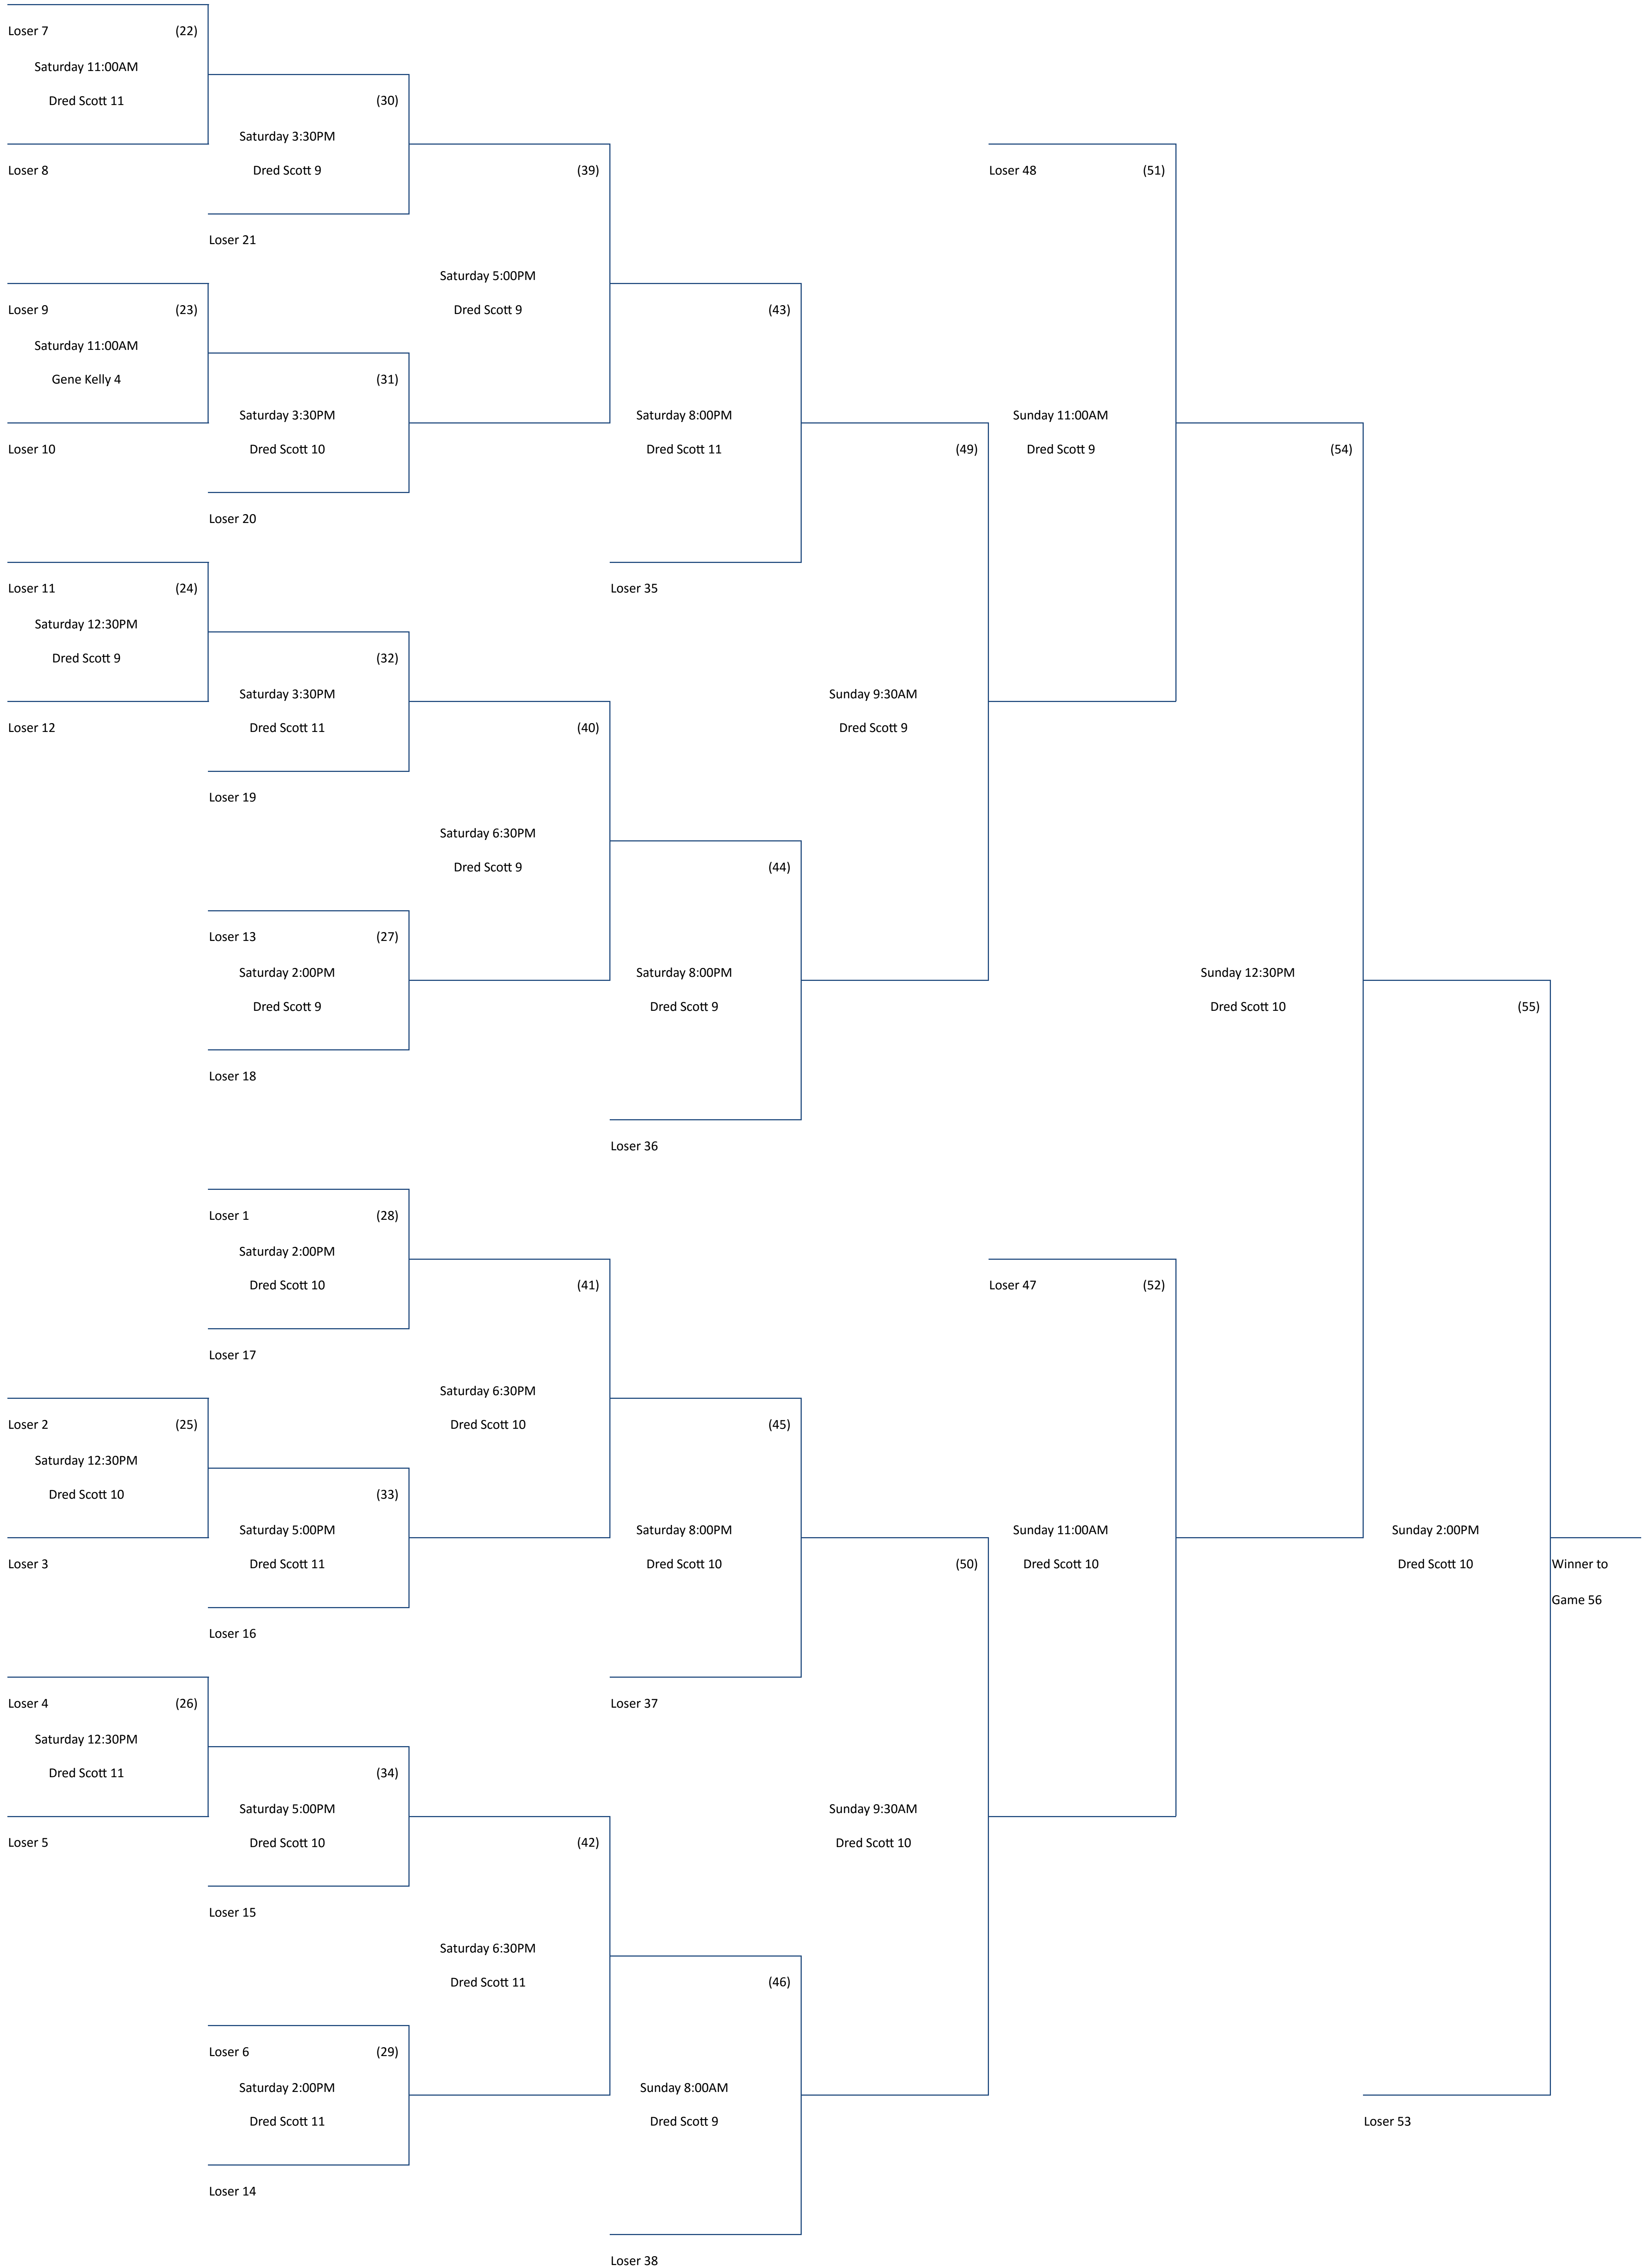 Loser 7 (22)
Saturday 11:00AM
Dred Scott 11
(30)
Saturday 3:30PM
Loser 8 Dred Scott 9 (39) Loser 48 (51)
Loser 21
Saturday 5:00PM
Loser 9 (23) Dred Scott 9 (43)
Saturday 11:00AM
Gene Kelly 4 (31)
Saturday 3:30PM Saturday 8:00PM Sunday 11:00AM
Loser 10 Dred Scott 10 Dred Scott 11 (49) Dred Scott 9 (54)
Loser 20
Loser 11 (24) Loser 35
Saturday 12:30PM
Dred Scott 9 (32)
Saturday 3:30PM Sunday 9:30AM
Loser 12 Dred Scott 11 (40) Dred Scott 9
Loser 19
Saturday 6:30PM
Dred Scott 9 (44)
Loser 13 (27)
Saturday 2:00PM Saturday 8:00PM Sunday 12:30PM
Dred Scott 9 Dred Scott 9 Dred Scott 10 (55)
Loser 18
Loser 36
Loser 1 (28)
Saturday 2:00PM
Dred Scott 10 (41) Loser 47 (52)
Loser 17
Saturday 6:30PM
Loser 2 (25) Dred Scott 10 (45)
Saturday 12:30PM
Dred Scott 10 (33)
Saturday 5:00PM Saturday 8:00PM Sunday 11:00AM Sunday 2:00PM
Loser 3 Dred Scott 11 Dred Scott 10 (50) Dred Scott 10 Dred Scott 10 Winner to
Game 56
Loser 16
Loser 4 (26) Loser 37
Saturday 12:30PM
Dred Scott 11 (34)
Saturday 5:00PM Sunday 9:30AM
Loser 5 Dred Scott 10 (42) Dred Scott 10
Loser 15
Saturday 6:30PM
Dred Scott 11 (46)
Loser 6 (29)
Saturday 2:00PM Sunday 8:00AM
Dred Scott 11 Dred Scott 9 Loser 53
Loser 14
Loser 38